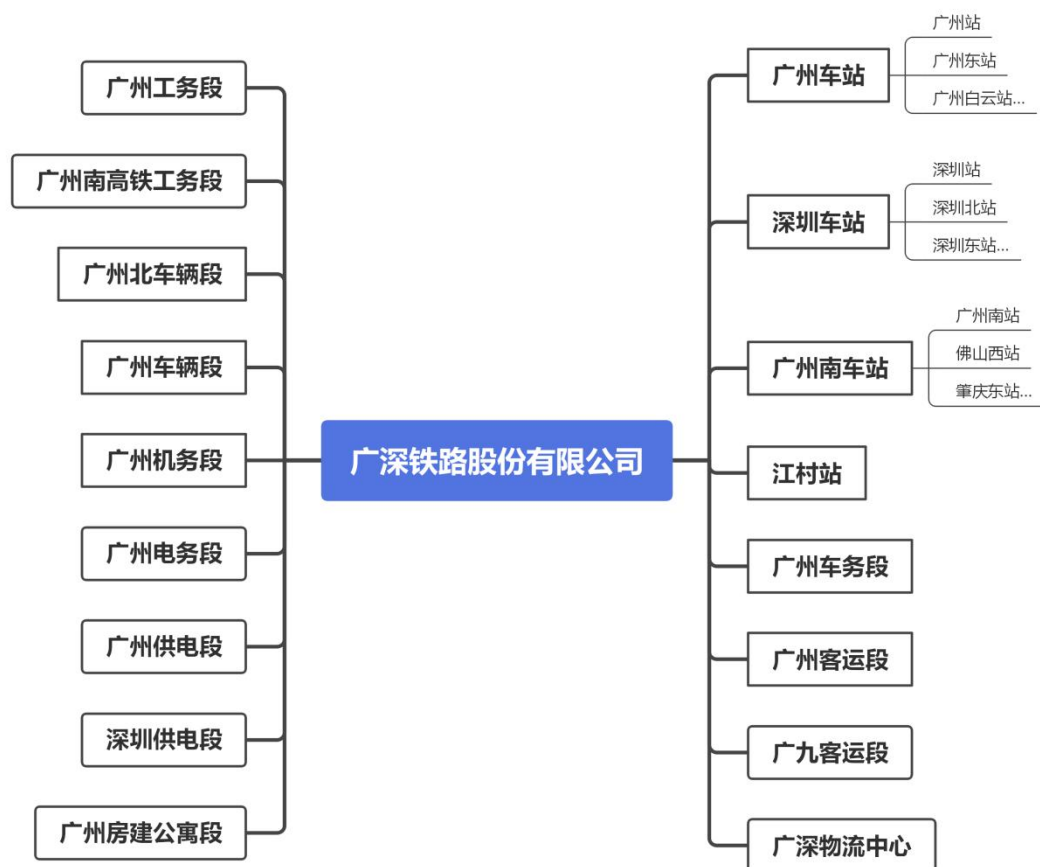 广州工务段
广州南高铁工务段
广州北车辆段
广州车辆段
广州机务段
广州电务段
广州供电段
深圳供电段
广州房建公寓段
广深铁路股份有限公司
广州车站
广州站
广州东站
广州白云站...
深圳车站
深圳站
深圳北站
深圳东站...
广州南车站
广州南站
佛山西站
肇庆东站...
江村站
广州车务段
广州客运段
广九客运段
广深物流中心